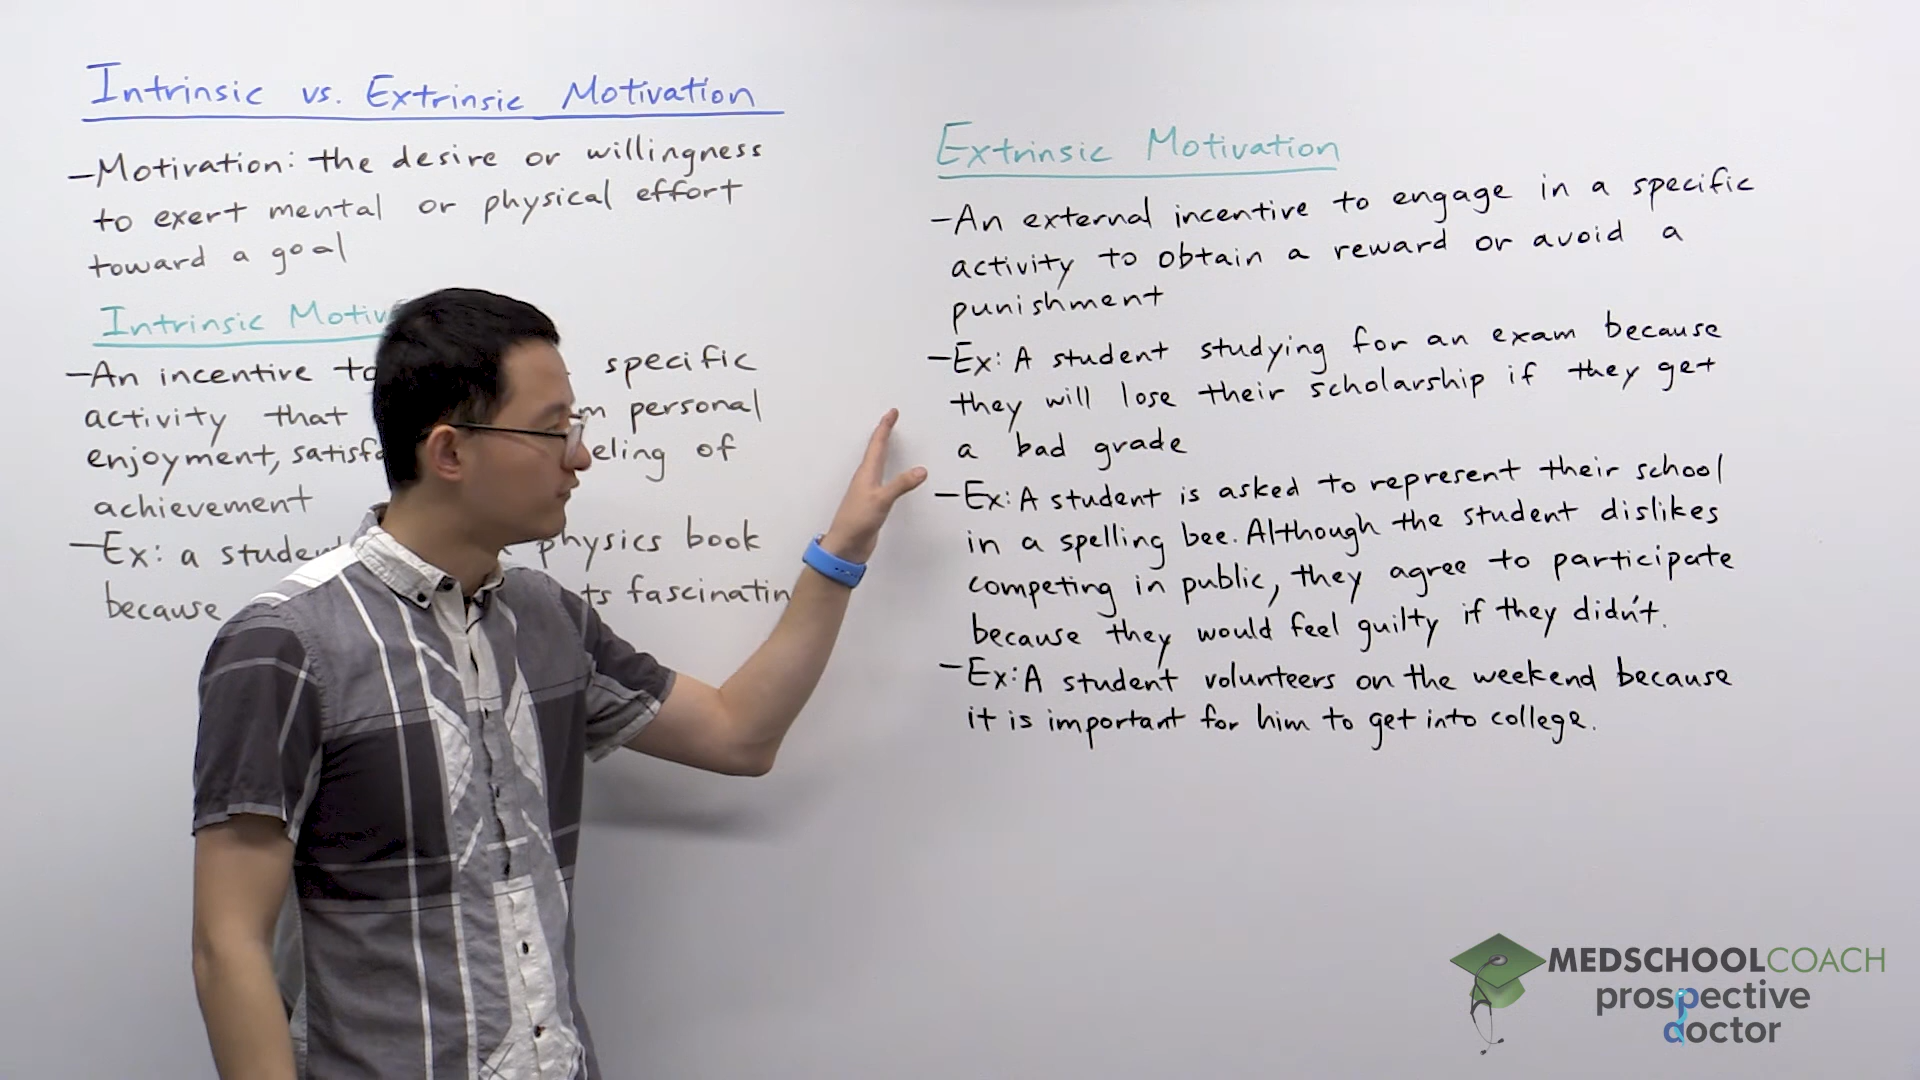 Intrinsic vs. Extrinsic Motivation
-Motivation: the desire or willingness
to exert mental or physical effort
toward a goal
Intrinsic
-An incentive specific
activity that personal
enjoyment, of
achievement
-Ex: a physics book
because
Extrinsic Motivation
-An external incentive to engage in a specific
activity to obtain a reward or avoid a
punishment
-Ex: A student studying for an exam because
they will lose their scholarship if they get
a bad grade
-Ex: A student is asked to represent their school
in a spelling bee. Although the student dislikes
competing in public, they agree to participate
because they would feel guilty if they didn't.
-Ex: A student volunteers on the weekend because
it is important for him to get into college.
MEDSCHOOLCOACH
prospective
doctor